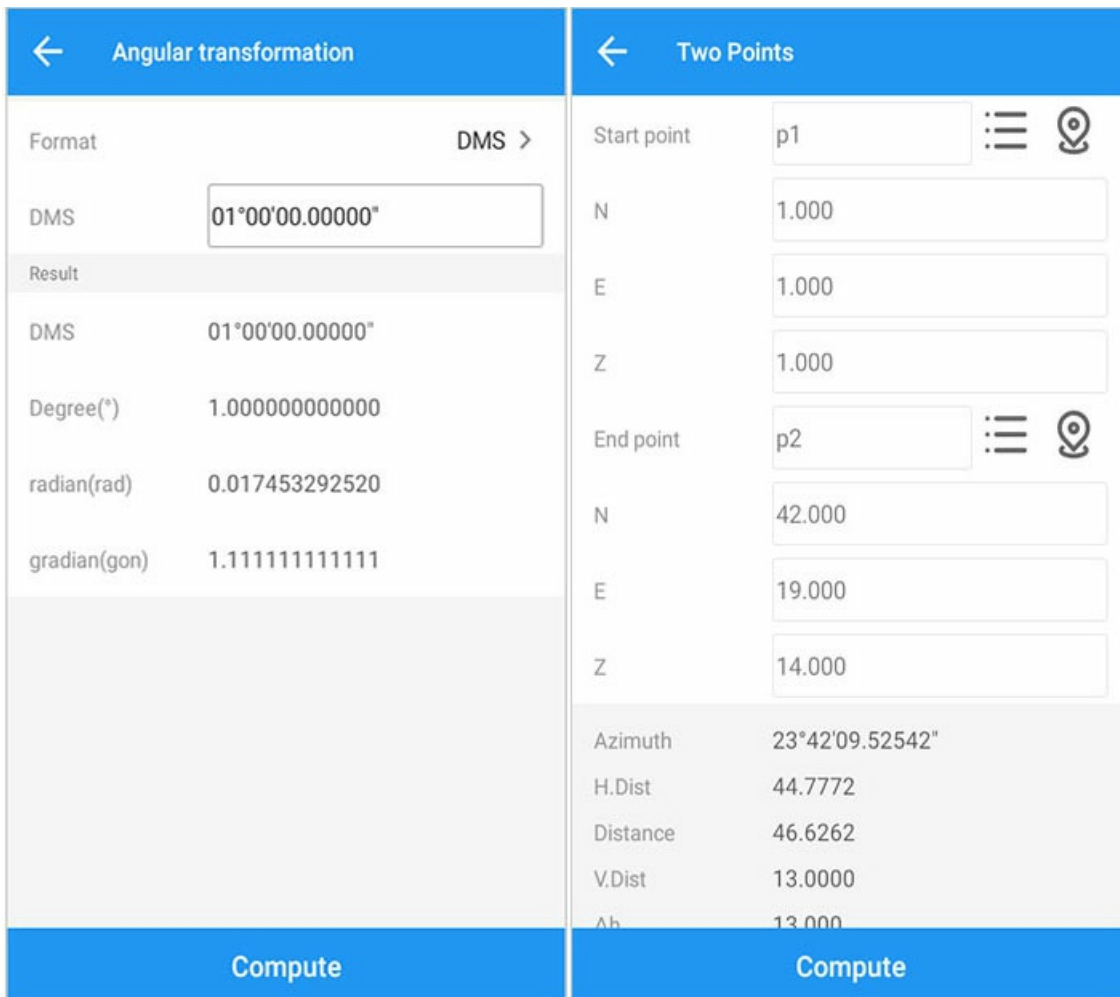 Angular transformation
Format DMS >
DMS 01°00'00.00000"
Result
DMS 01°00'00.00000"
Degree(°) 1.000000000000
radian(rad) 0.017453292520
gradian(gon) 1.111111111111
Compute
Two Points
Start point p1
N 1.000
E 1.000
Z 1.000
End point p2
N 42.000
E 19.000
Z 14.000
Azimuth 23°42'09.52542"
H.Dist 44.7772
Distance 46.6262
V.Dist 13.0000
13.000
Compute